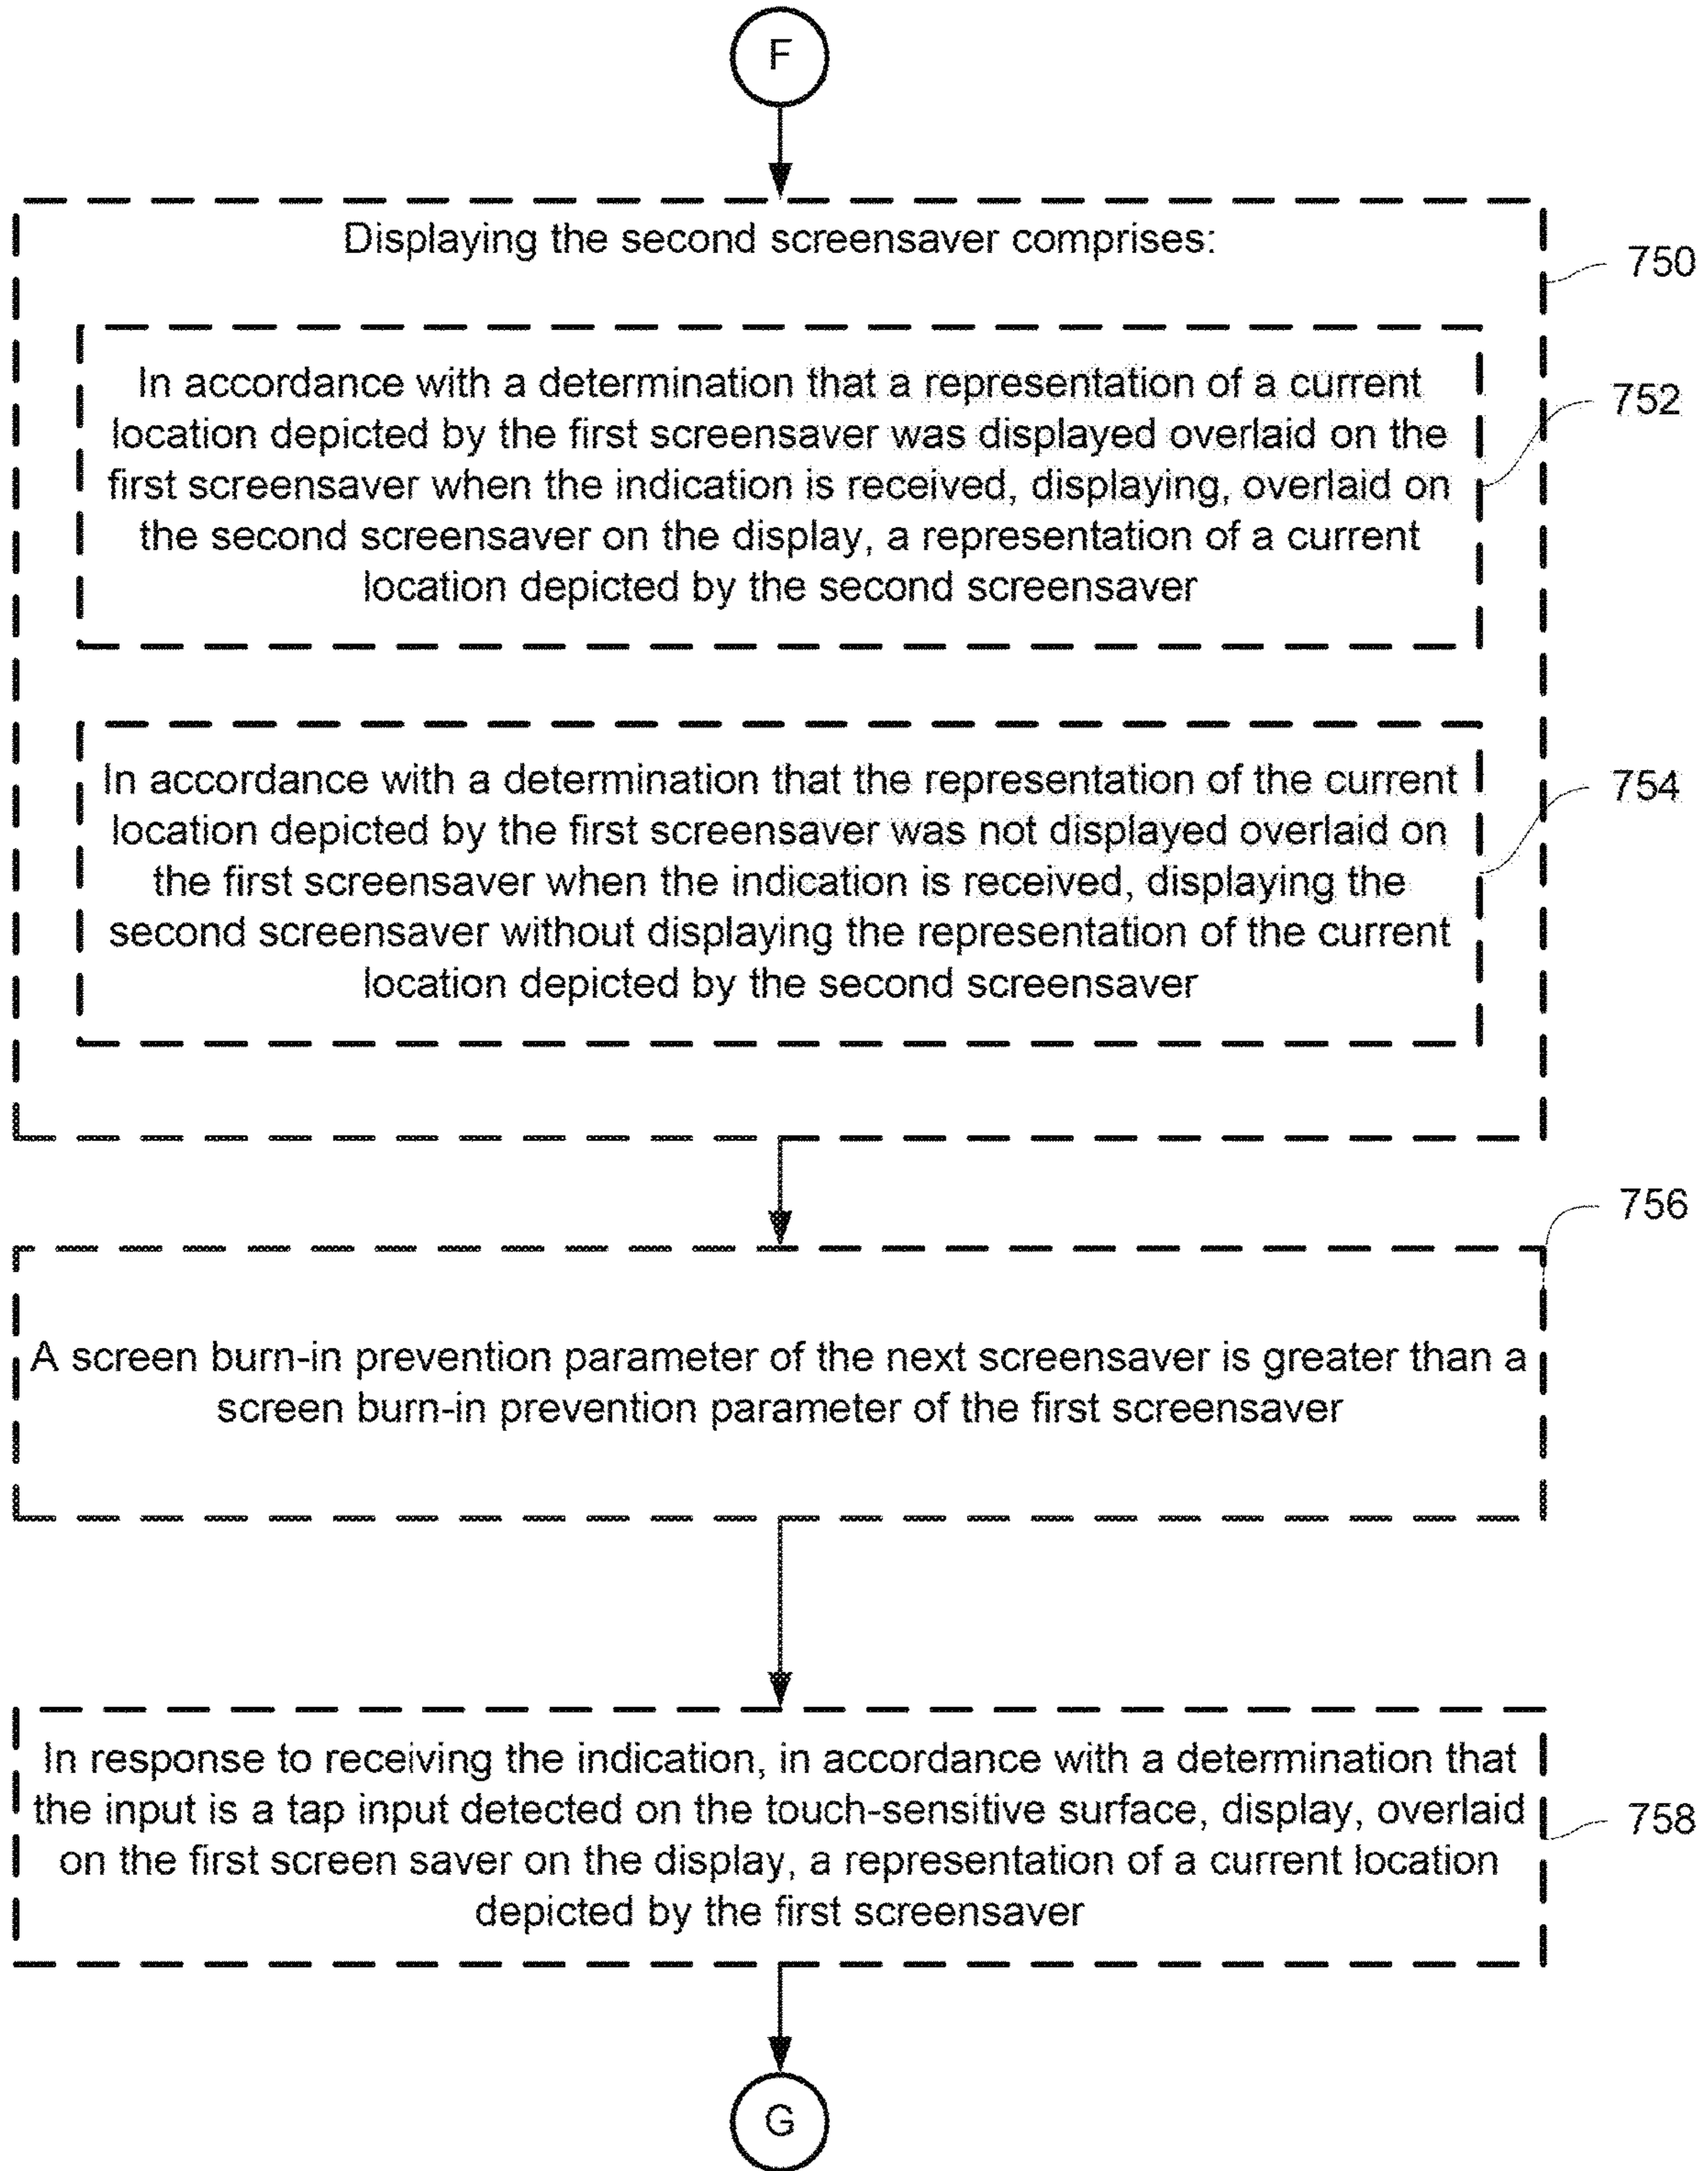 F
Displaying the second screensaver comprises:
750
In accordance with a determination that a representation of a current
location depicted by the first screensaver was displayed overlaid on the
first screensaver when the indication is received, displaying, overlaid on
the second screensaver on the display, a representation of a current
location depicted by the second screensaver
752
In accordance with a determination that the representation of the current
location depicted by the first screensaver was not displayed overlaid on
the first screensaver when the indication is received, displaying the
second screensaver without displaying the representation of the current
location depicted by the second screensaver
754
756
A screen burn-in prevention parameter of the next screensaver is greater than a
screen burn-in prevention parameter of the first screensaver
In response to receiving the indication, in accordance with a determination that
the input is a tap input detected on the touch-sensitive surface, display, overlaid
on the first screen saver on the display, a representation of a current location
depicted by the first screensaver
758
G